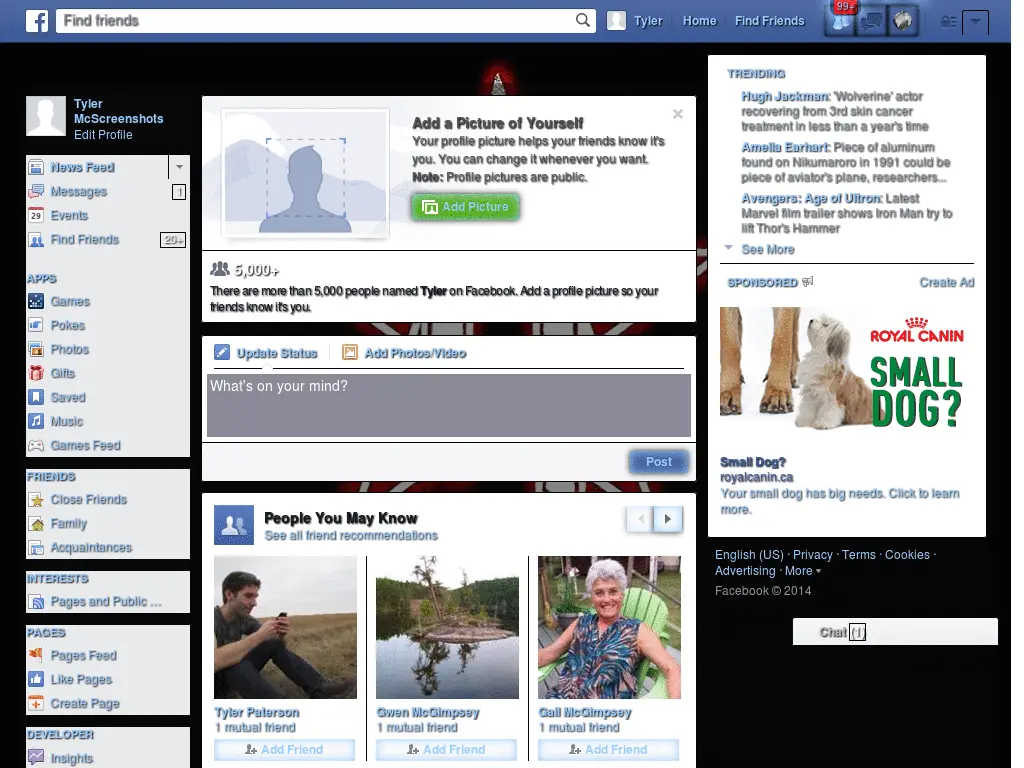 f
Find friends
Tyler
Home
Find Friends
99+
Tyler
McScreenshots
Edit Profile
News Feed
Messages
1
29
Events
Find Friends
20+
APPS
Games
Pokes
Photos
Gifts
Saved
Music
Games Feed
FRIENDS
Close Friends
Family
Acquaintances
INTERESTS
Pages and Public ...
PAGES
Pages Feed
Like Pages
Create Page
DEVELOPER
Insights
Add a Picture of Yourself
Your profile picture helps your friends know it's
you. You can change it whenever you want.
Note: Profile pictures are public.
Add Picture
5,000+
There are more than 5,000 people named Tyler on Facebook. Add a profile picture so your
friends know it's you.
Update Status
Add Photos/Video
What's on your mind?
Post
People You May Know
See all friend recommendations
Tyler Paterson
1 mutual friend
Add Friend
Gwen McGimpsey
1 mutual friend
Add Friend
Gail McGimpsey
1 mutual friend
Add Friend
TRENDING
Hugh Jackman: 'Wolverine' actor
recovering from 3rd skin cancer
treatment in less than a year's time
Amelia Earhart: Piece of aluminum
found on Nikumaroro in 1991 could be
piece of aviator's plane, researchers...
Avengers: Age of Ultron: Latest
Marvel film trailer shows Iron Man try to
lift Thor's Hammer
See More
SPONSORED
Create Ad
ROYAL CANIN
SMALL
DOG?
Small Dog?
royalcanin.ca
Your small dog has big needs. Click to learn
more.
English (US) · Privacy · Terms · Cookies ·
Advertising · More
Facebook © 2014
Chat (1)